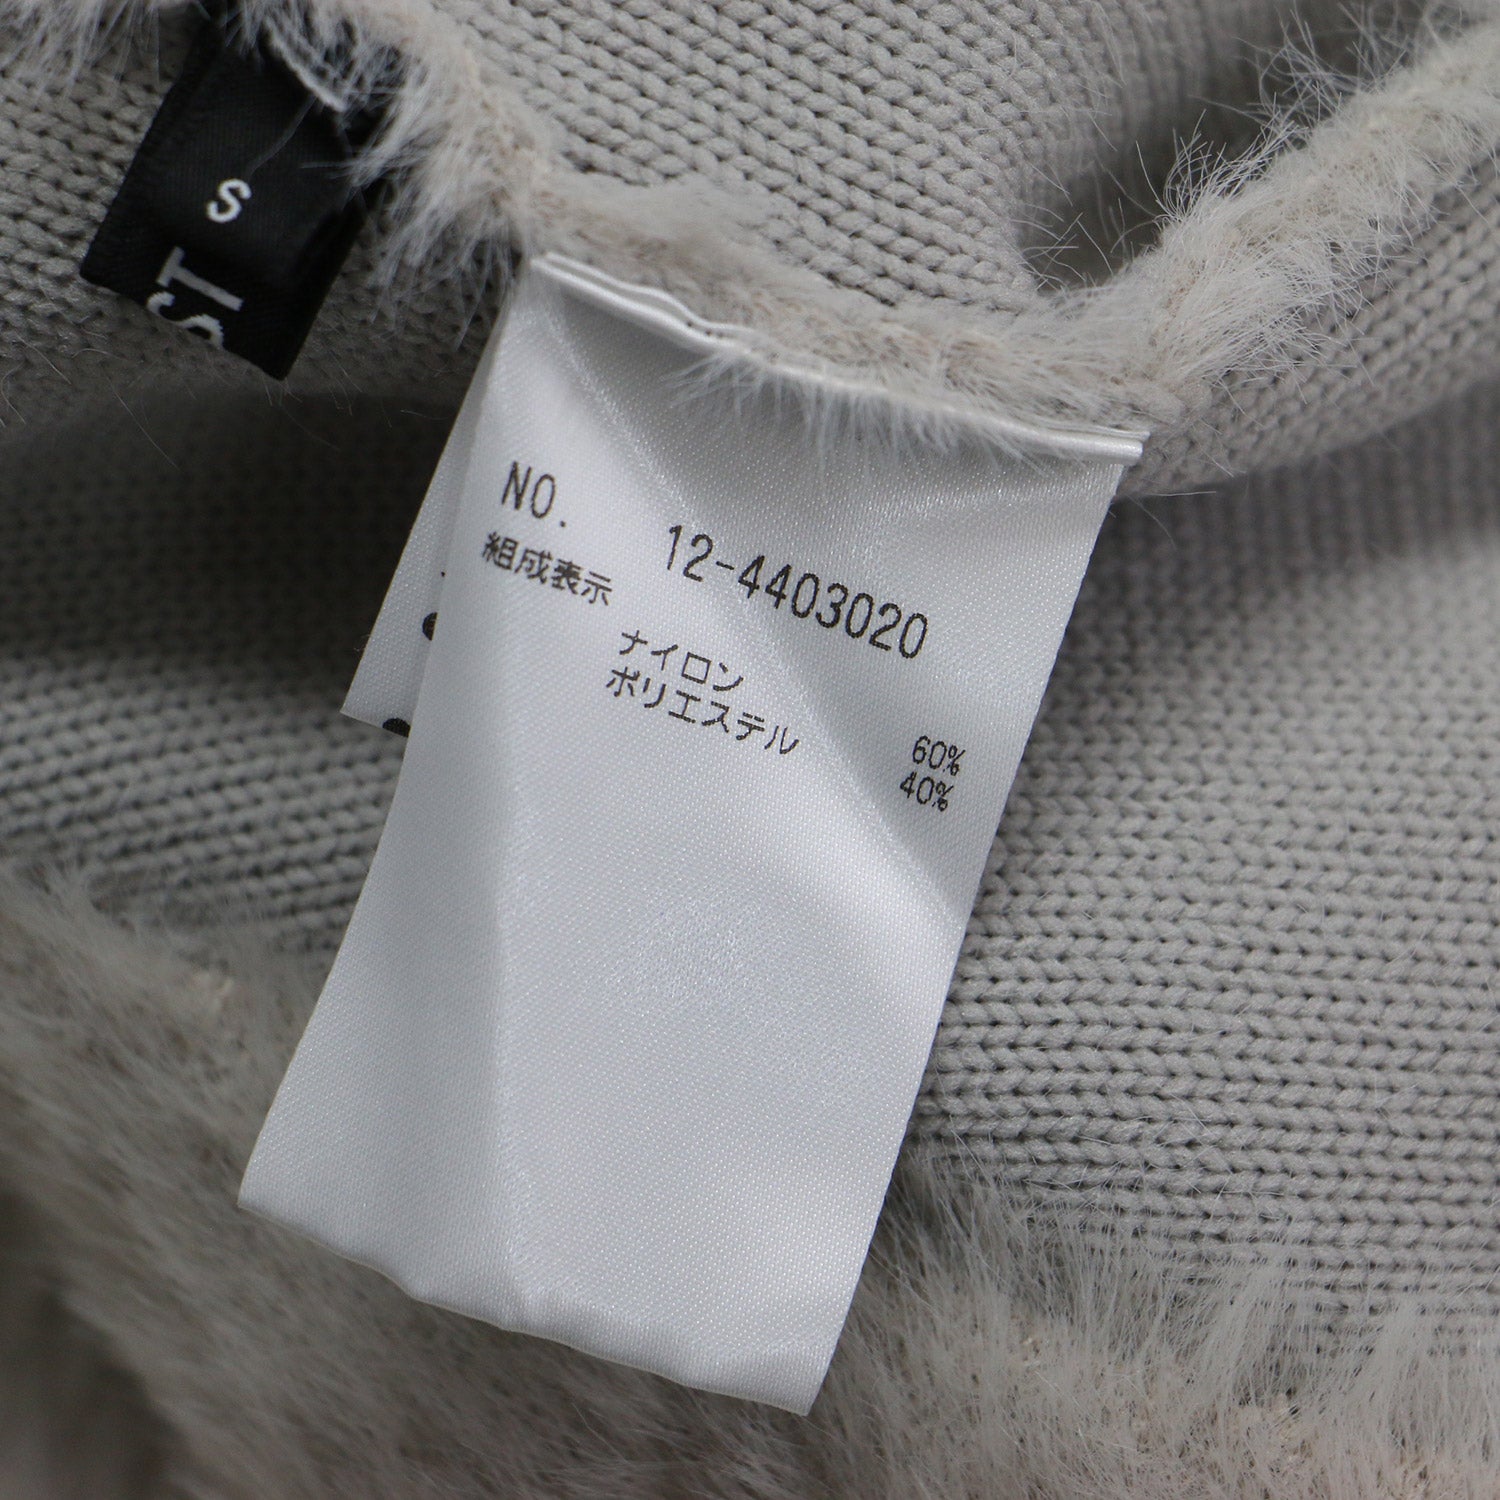 S
NO. 12-4403020
組成表示
ナイロン 60%
ポリエステル 40%